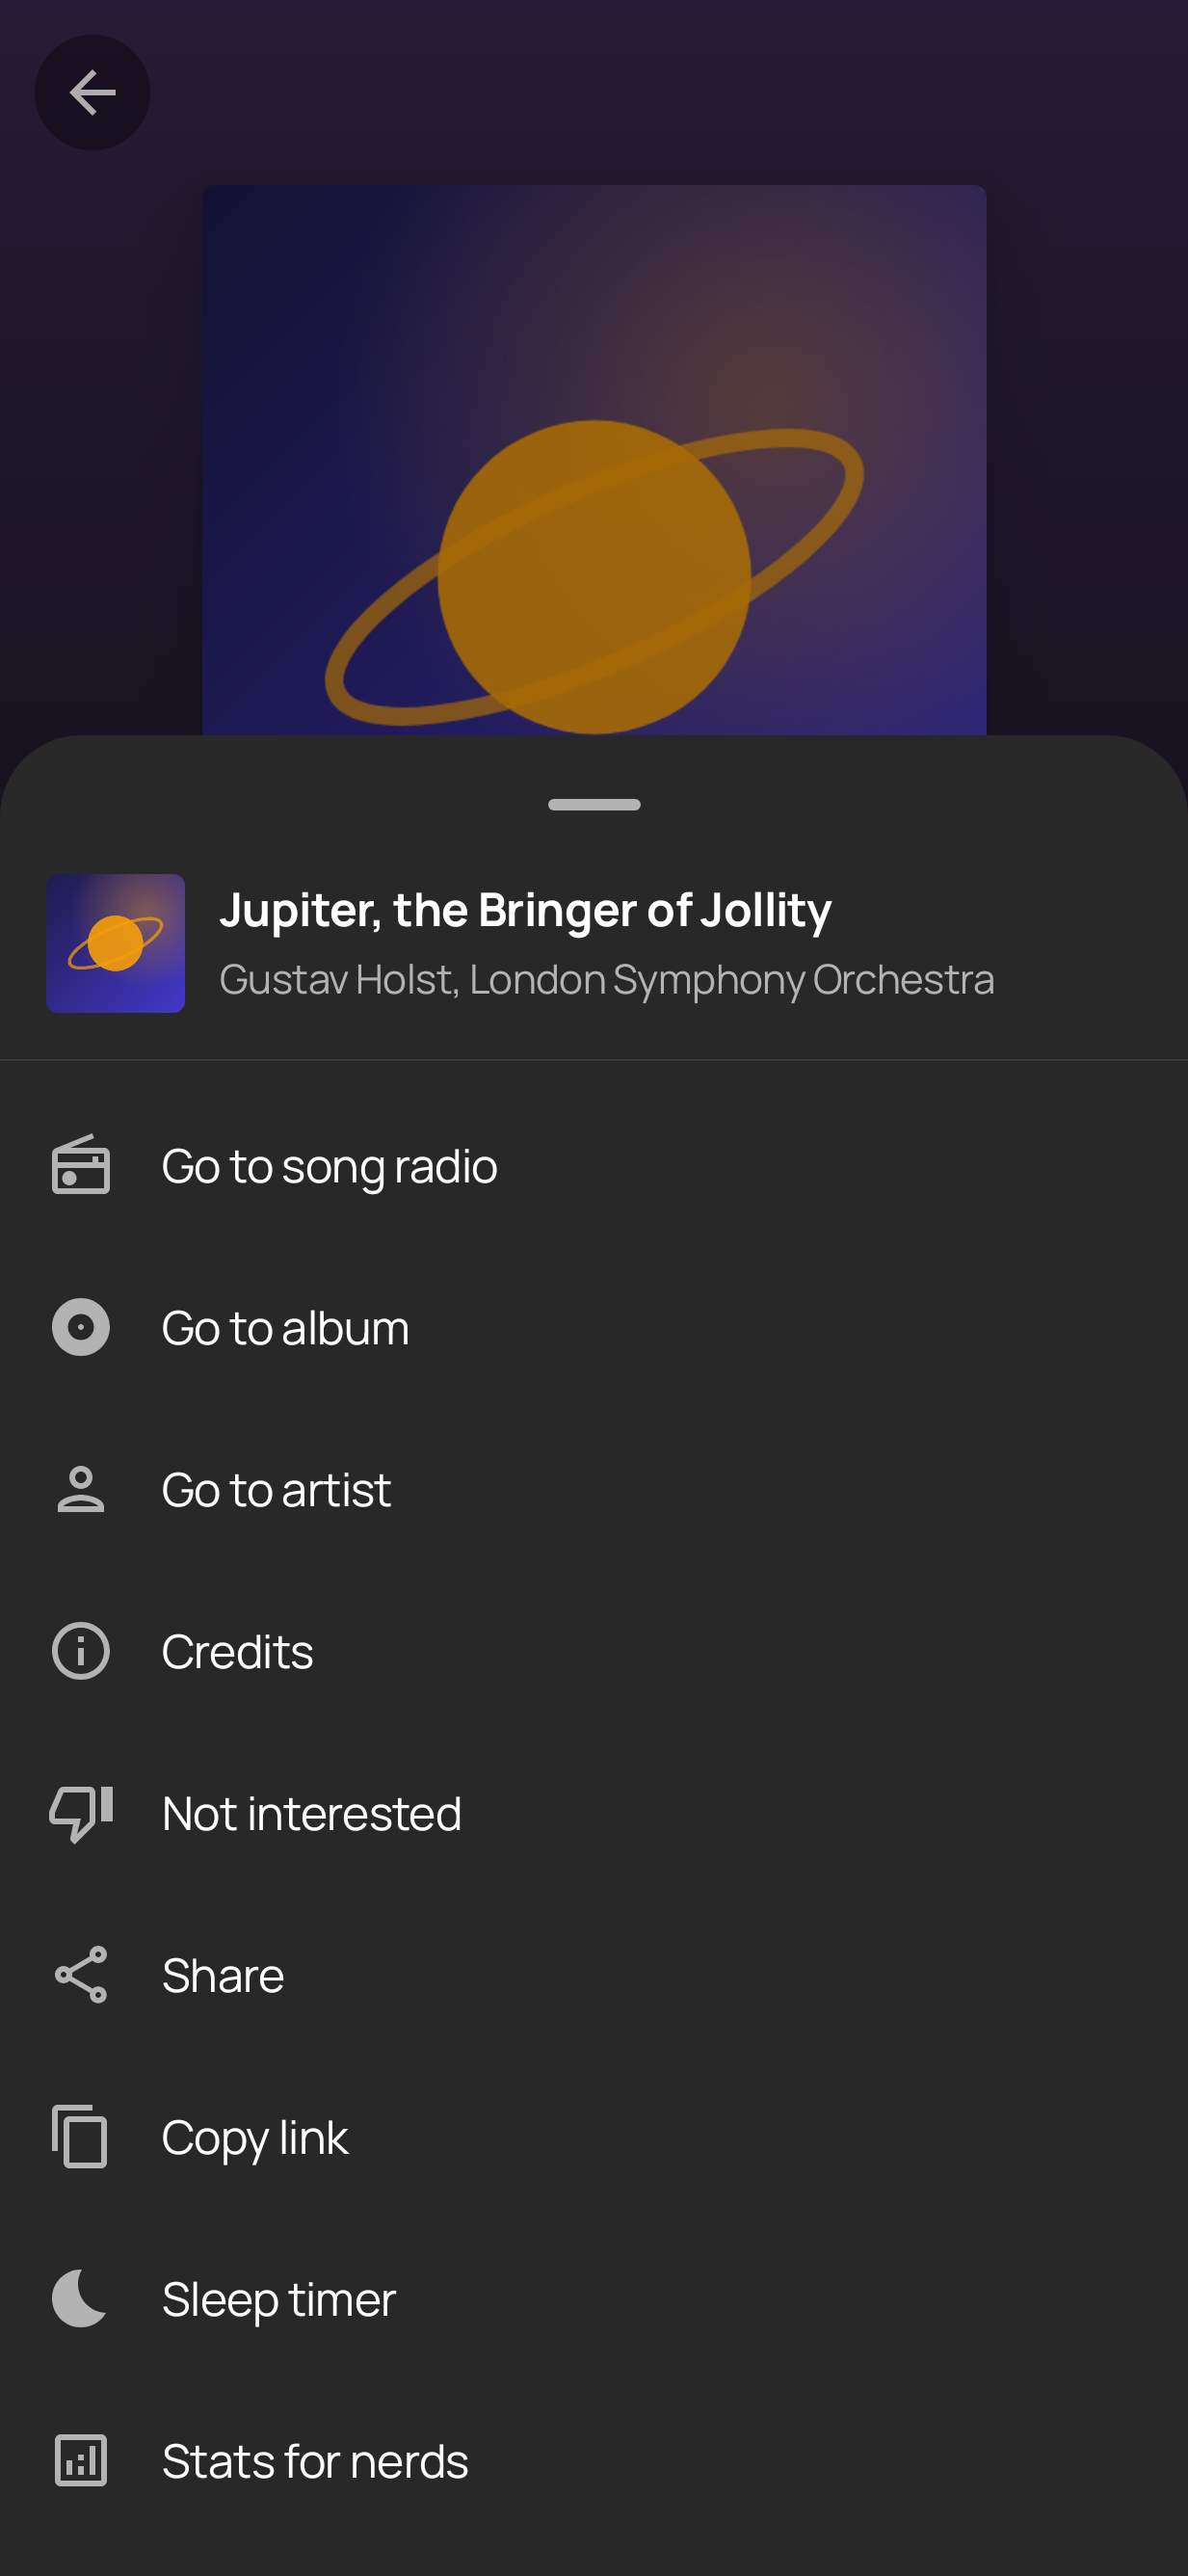 Jupiter, the Bringer of Jollity
Gustav Holst, London Symphony Orchestra
Go to song radio
Go to album
Go to artist
Credits
Not interested
Share
Copy link
Sleep timer
Stats for nerds